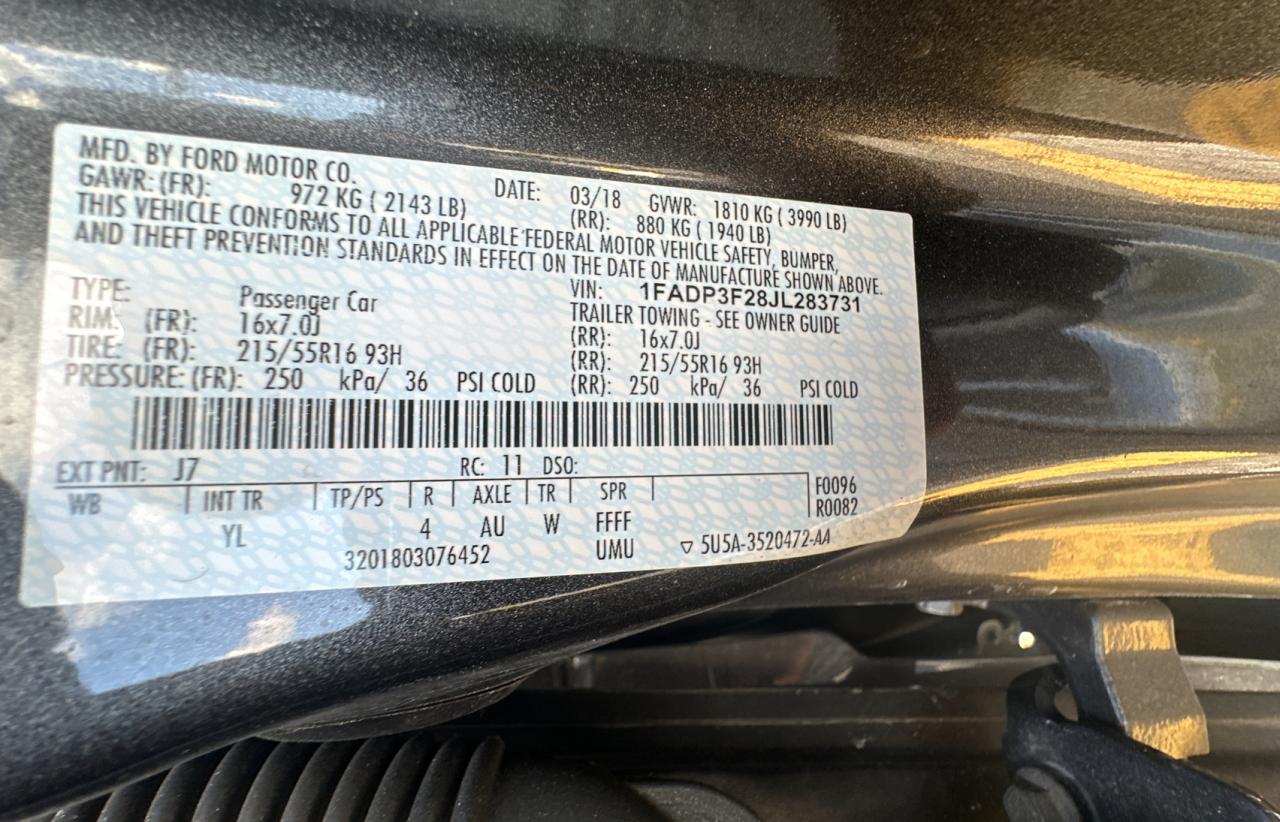 MFD. BY FORD MOTOR CO. DATE: 03/18 GVWR: 1810 KG ( 3990 LB)
GAWR: (FR): 972 KG ( 2143 LB) (RR): 880 KG ( 1940 LB)
THIS VEHICLE CONFORMS TO ALL APPLICABLE FEDERAL MOTOR VEHICLE SAFETY, BUMPER,
AND THEFT PREVENTION STANDARDS IN EFFECT ON THE DATE OF MANUFACTURE SHOWN ABOVE.
VIN: 1FADP3F28JL283731
TYPE: Passenger Car TRAILER TOWING - SEE OWNER GUIDE
RIM: (FR): 16x7.0J (RR): 16x7.0J
TIRE: (FR): 215/55R16 93H (RR): 215/55R16 93H
PRESSURE: (FR): 250 kPa/ 36 PSI COLD (RR): 250 kPa/ 36 PSI COLD
EXT PNT: J7 RC: 11 DSO:
WB INT TR TP/PS R AXLE TR SPR F0096
R0082
YL 4 AU W FFFF
3201803076452 UMU ▽ 5U5A-3520472-AA